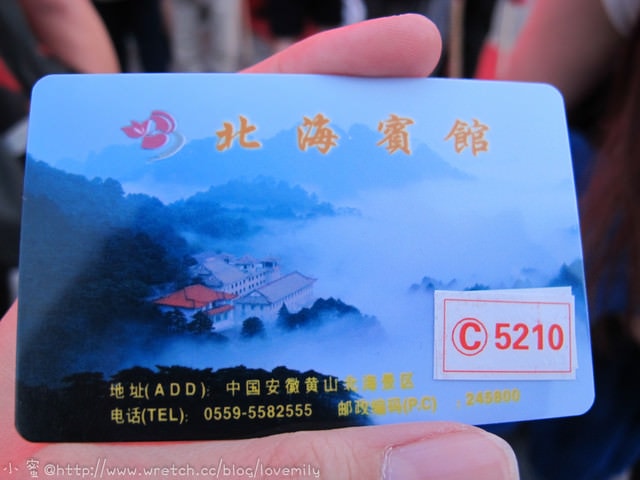 北海賓館
Ⓒ5210
地址(ADD): 中国安徽黄山北海景区
电话(TEL): 0559-5582555 邮政编码(P.C) : 245800
小蜜@http://www.wretch.cc/blog/lovemily